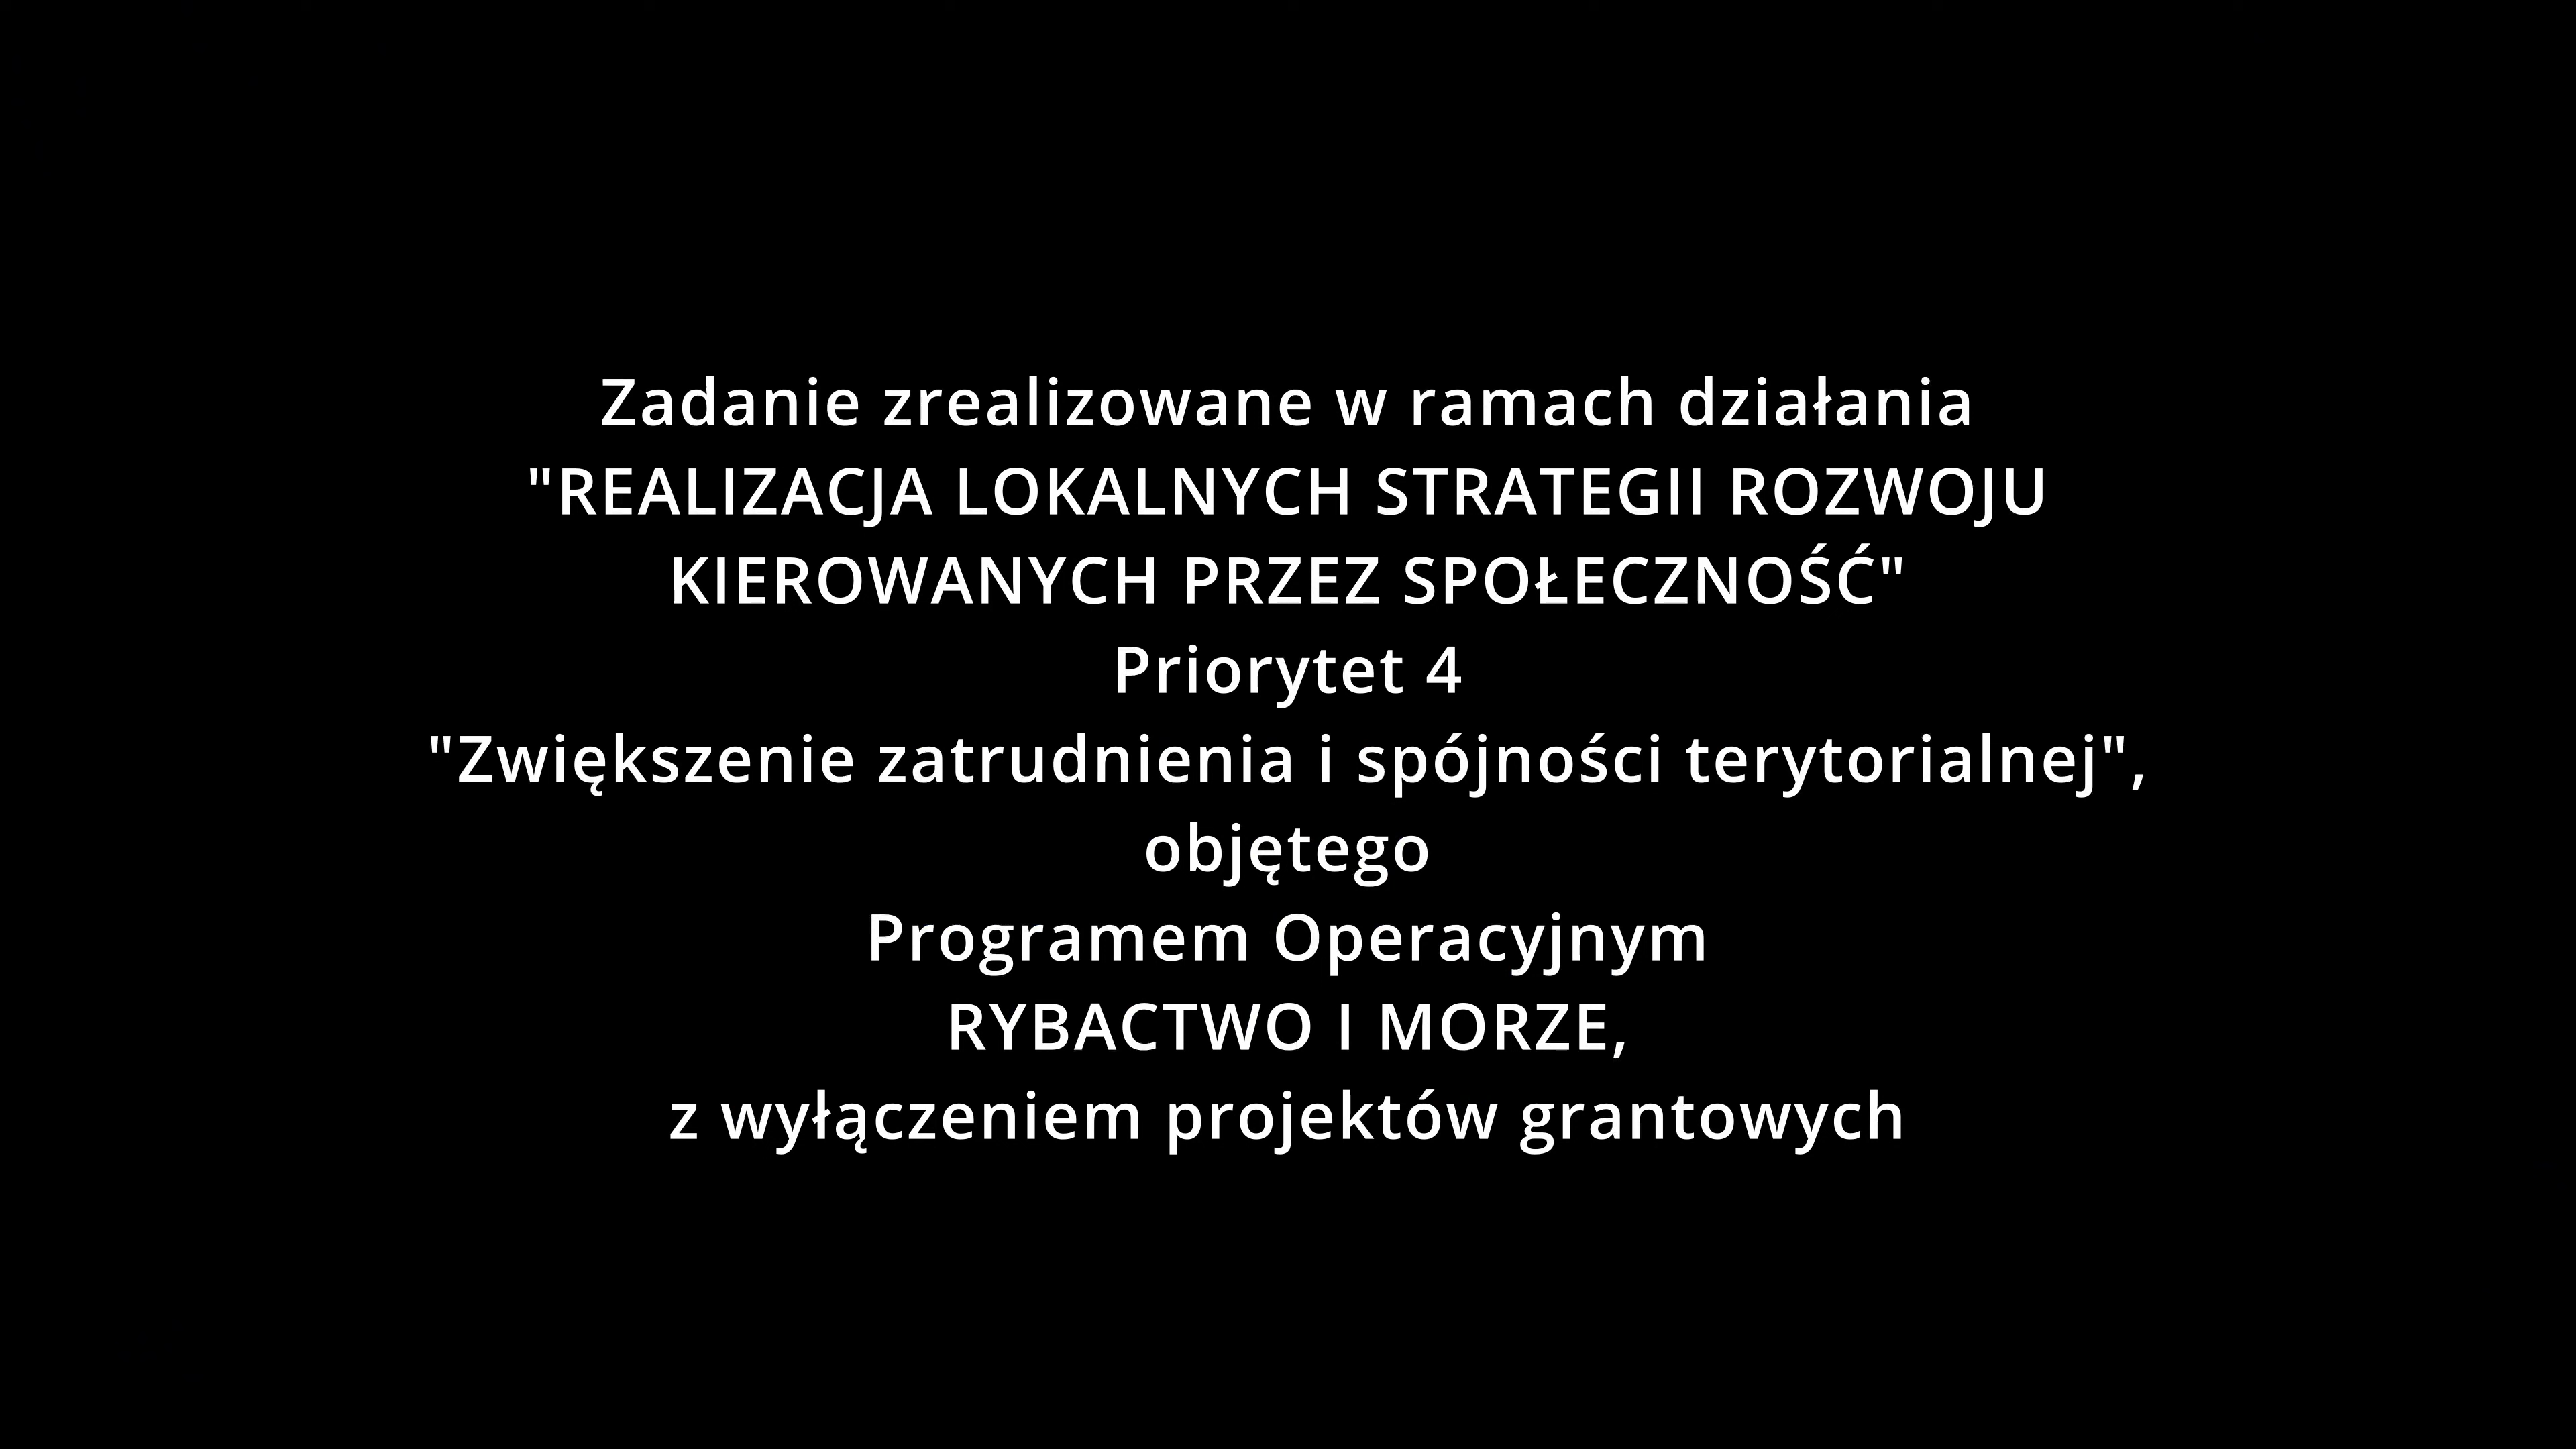 Zadanie zrealizowane w ramach działania
"REALIZACJA LOKALNYCH STRATEGII ROZWOJU
KIEROWANYCH PRZEZ SPOŁECZNOŚĆ"
Priorytet 4
"Zwiększenie zatrudnienia i spójności terytorialnej",
objętego
Programem Operacyjnym
RYBACTWO I MORZE,
z wyłączeniem projektów grantowych